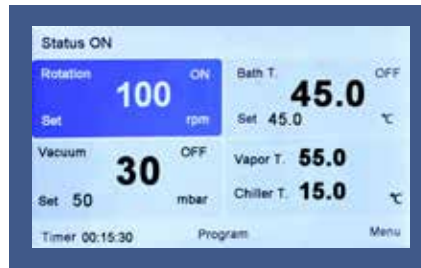 Status ON
Rotation 100 ON
Set rpm
Bath T. 45.0 OFF
Set 45.0 ℃
Vacuum 30 OFF
Set 50 mbar
Vapor T. 55.0
Chiller T. 15.0 ℃
Timer 00:15:30 Program Menu